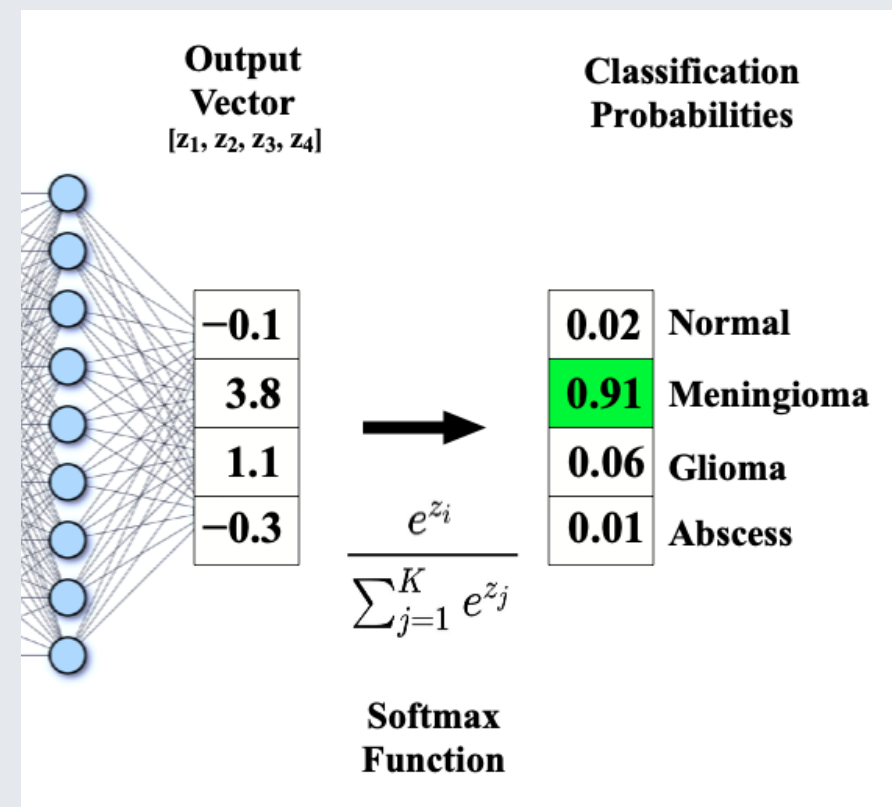 Output
Vector
[z₁, z₂, z₃, z₄]
Classification
Probabilities
−0.1
3.8
1.1
−0.3
e^{z_i}
∑_{j=1}^{K} e^{z_j}
Softmax
Function
0.02 Normal
0.91 Meningioma
0.06 Glioma
0.01 Abscess